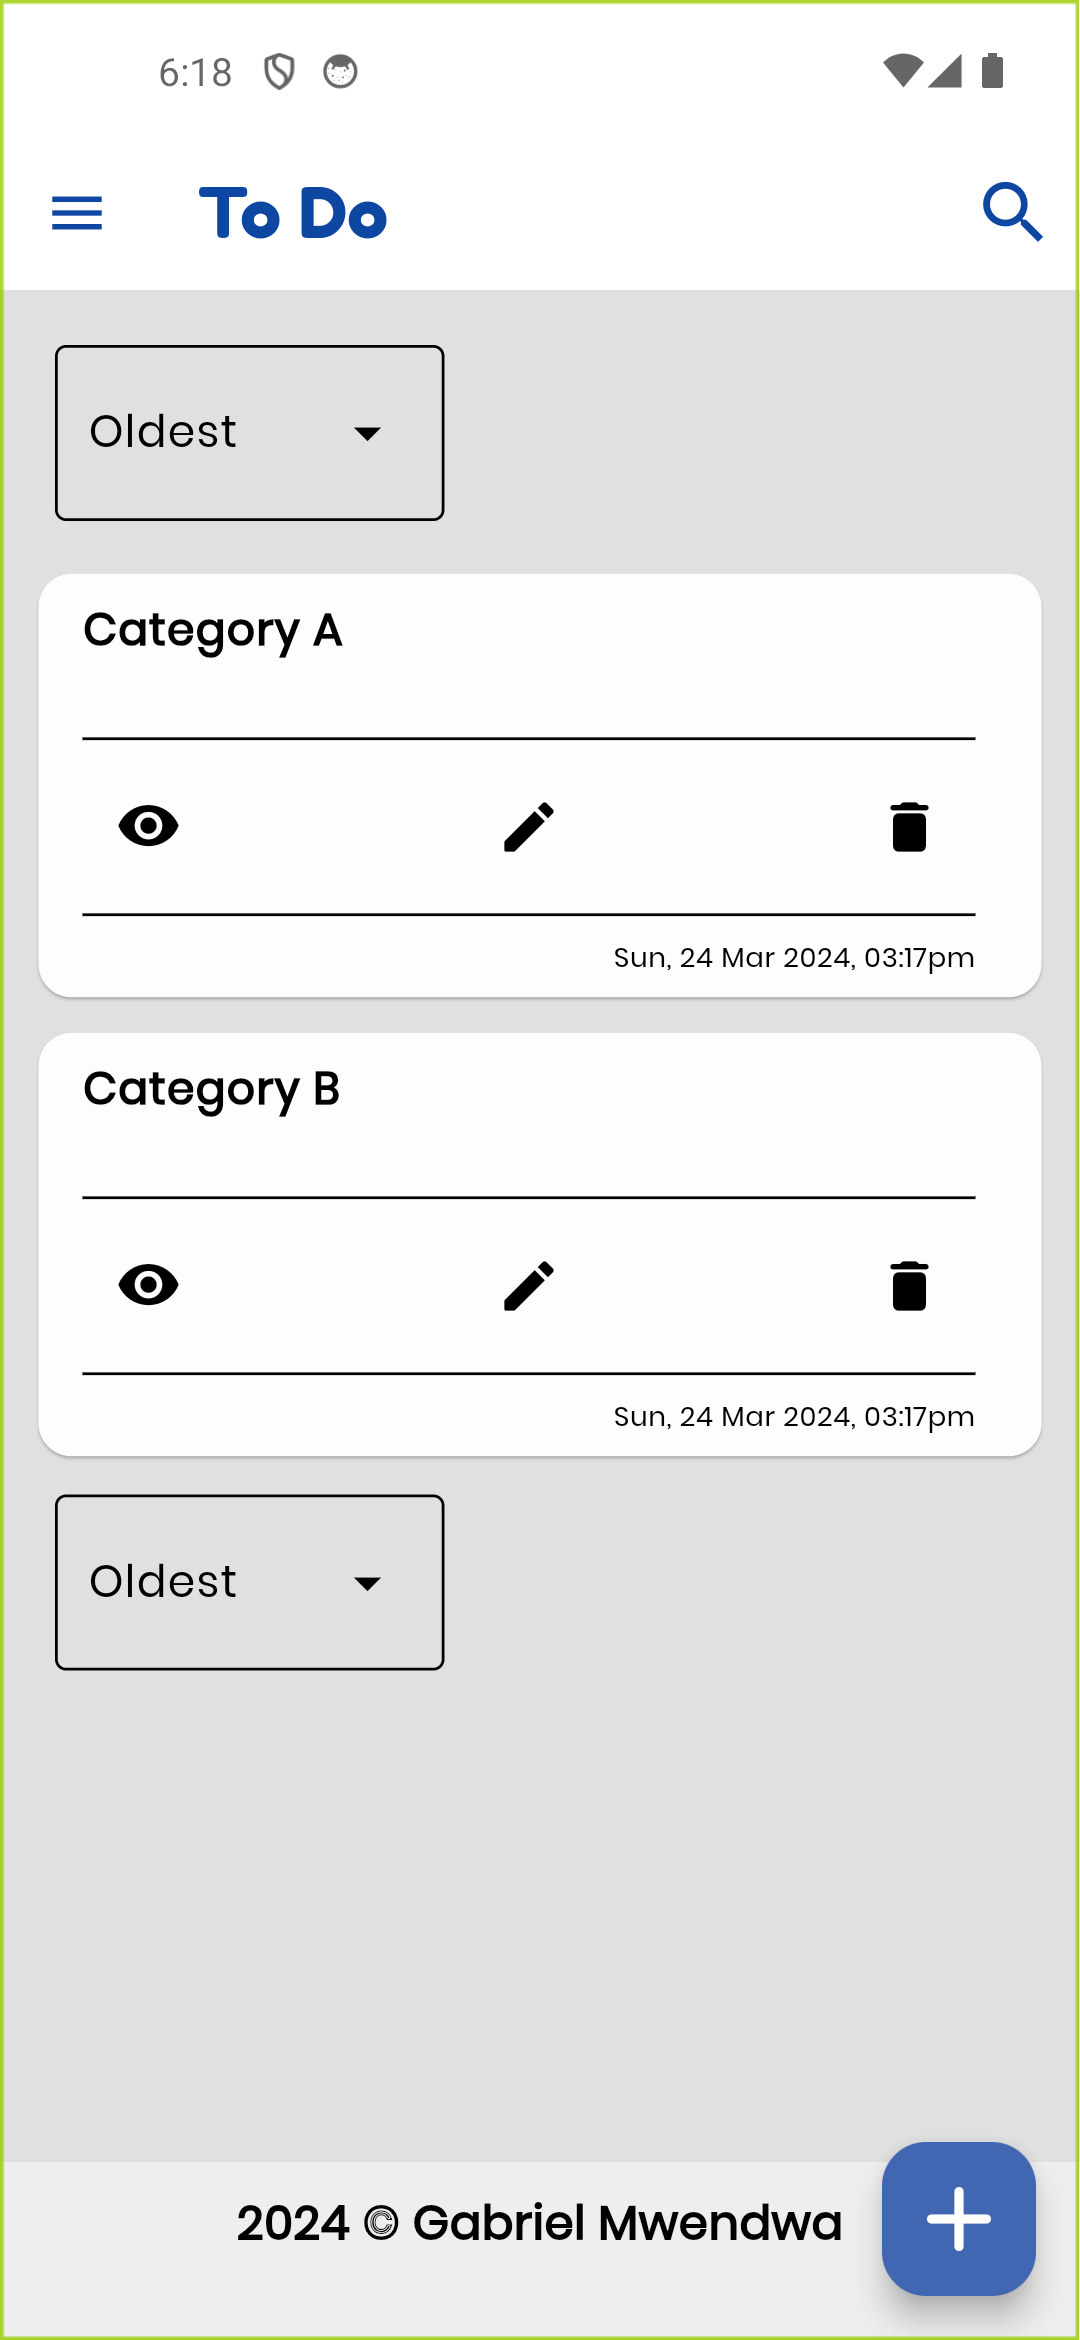 6:18
To Do
Oldest
Category A
Sun, 24 Mar 2024, 03:17pm
Category B
Sun, 24 Mar 2024, 03:17pm
Oldest
2024 © Gabriel Mwendwa